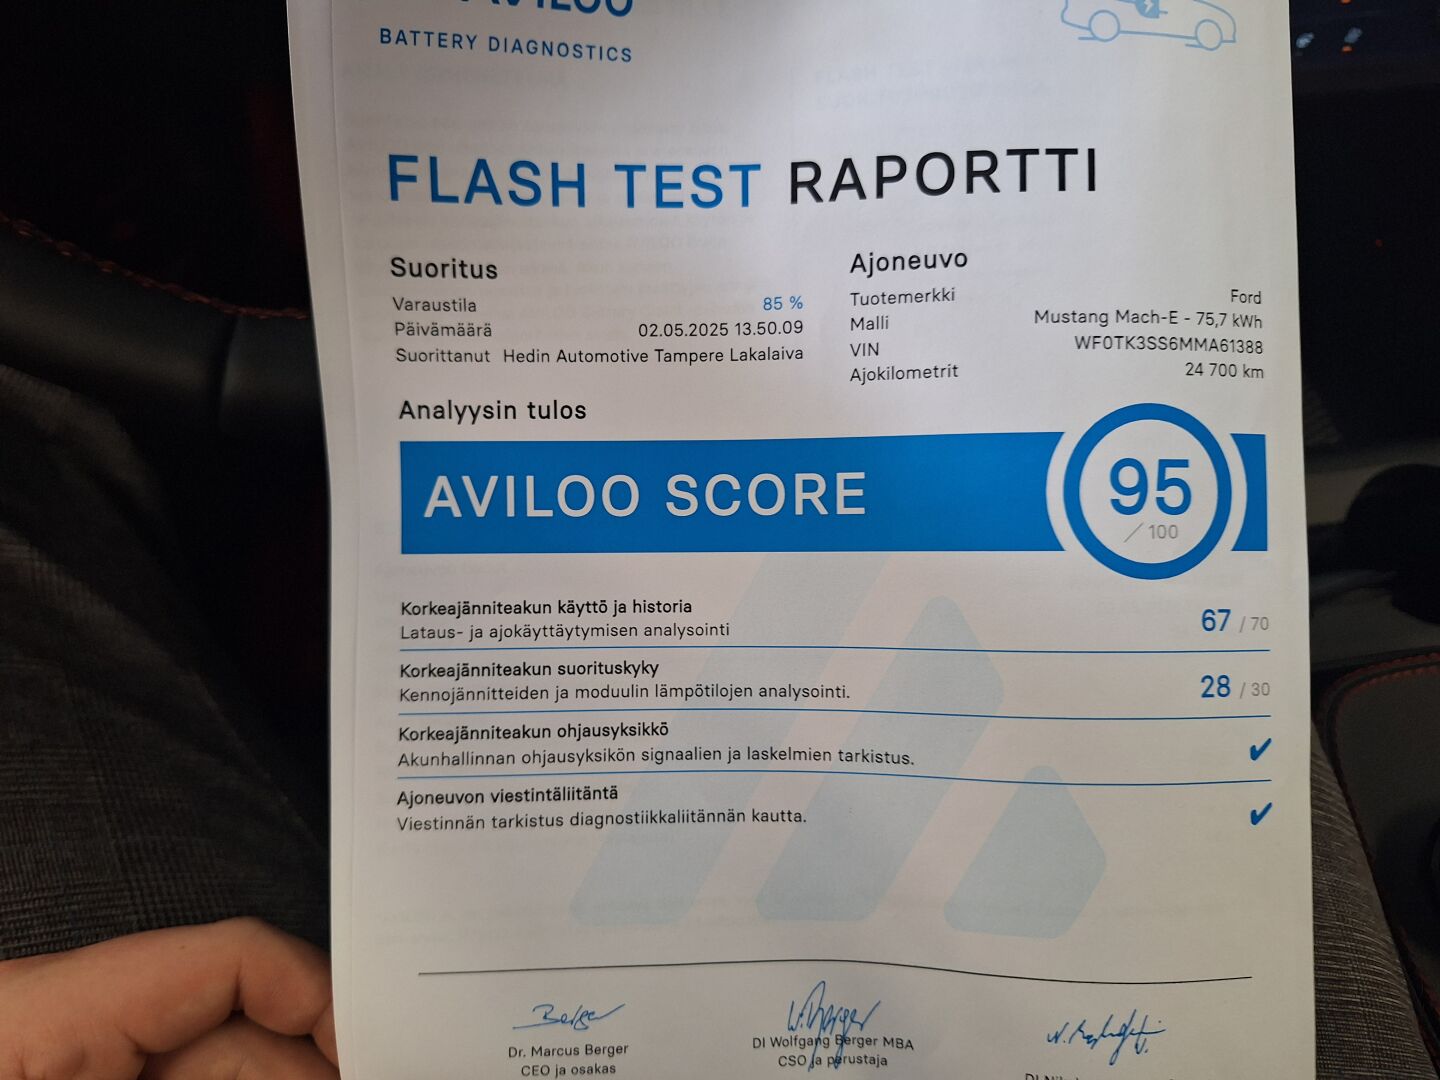 AVILOO
BATTERY DIAGNOSTICS
FLASH TEST RAPORTTI
Suoritus
Varaustila 85 %
Päivämäärä 02.05.2025 13.50.09
Suorittanut Hedin Automotive Tampere Lakalaiva
Ajoneuvo
Tuotemerkki Ford
Malli Mustang Mach-E - 75,7 kWh
VIN WF0TK3SS6MMA61388
Ajokilometrit 24 700 km
Analyysin tulos
AVILOO SCORE 95 / 100
Korkeajänniteakun käyttö ja historia
Lataus- ja ajokäyttäytymisen analysointi 67 / 70
Korkeajänniteakun suorituskyky
Kennojännitteiden ja moduulin lämpötilojen analysointi. 28 / 30
Korkeajänniteakun ohjausyksikkö
Akunhallinnan ohjausyksikön signaalien ja laskelmien tarkistus. ✔
Ajoneuvon viestintäliitäntä
Viestinnän tarkistus diagnostiikkaliitännän kautta. ✔
Berger
Dr. Marcus Berger
CEO ja osakas
W. Berger
DI Wolfgang Berger MBA
CSO ja perustaja